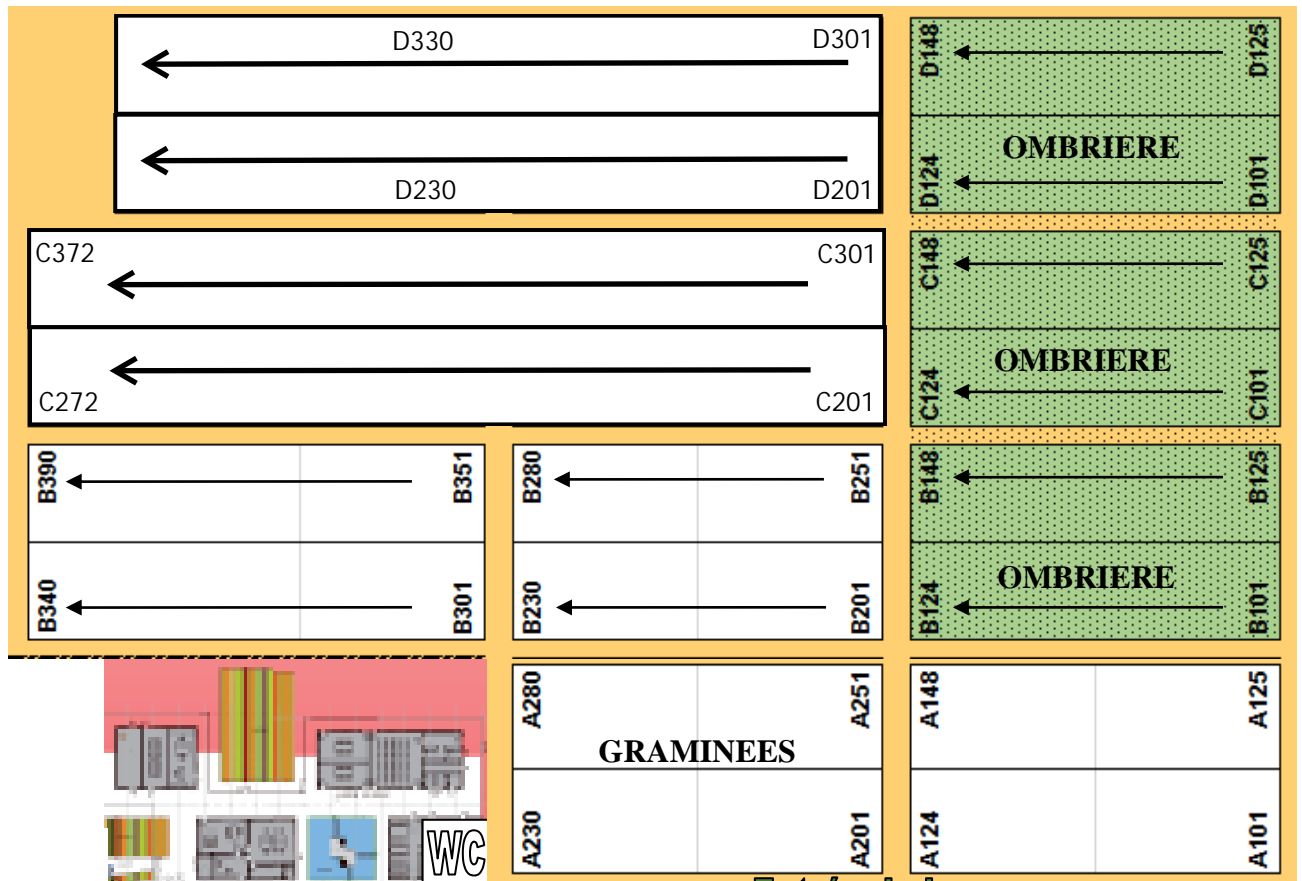 D330 D301
D230 D201
D148 D125
OMBRIERE
D124 D101
C372 C301
C272 C201
C148 C125
OMBRIERE
C124 C101
B390 B351
B340 B301
B280 B251
B230 B201
B148 B125
OMBRIERE
B124 B101
A280 A251
GRAMINEES
A230 A201
A148 A125
A124 A101
WC